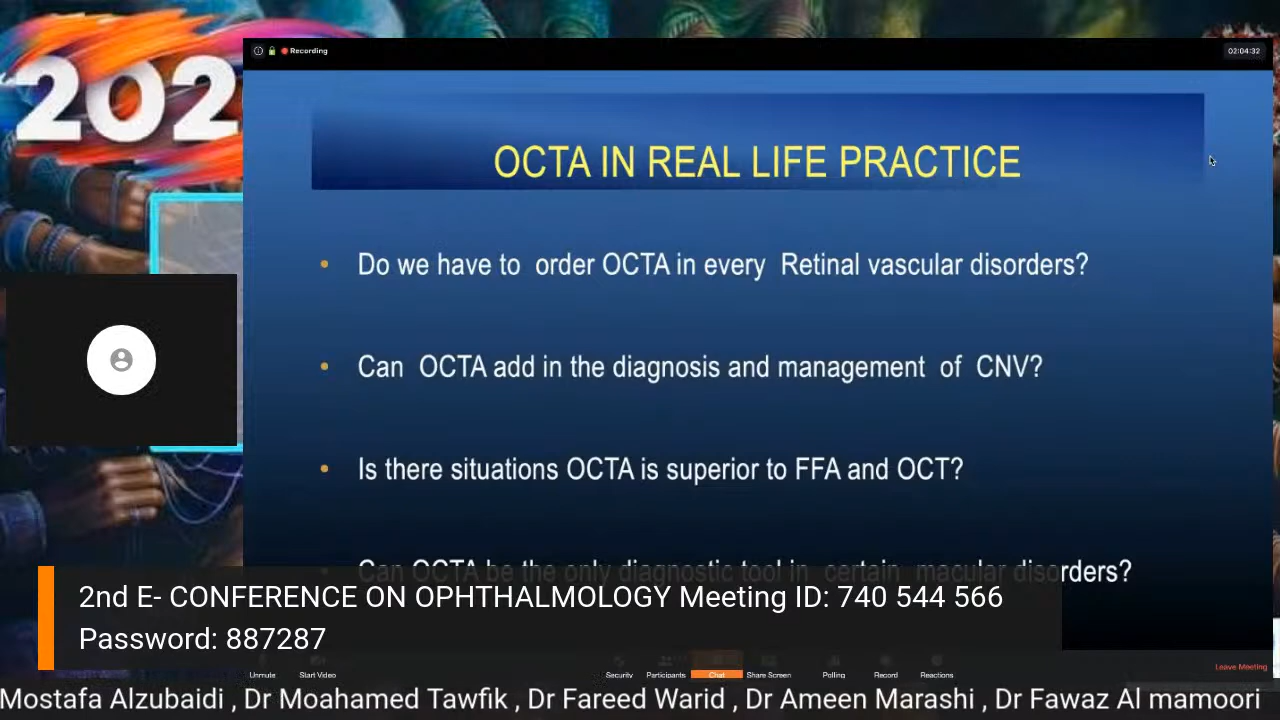 202
Recording
02:04:32
OCTA IN REAL LIFE PRACTICE
• Do we have to order OCTA in every Retinal vascular disorders?
• Can OCTA add in the diagnosis and management of CNV?
• Is there situations OCTA is superior to FFA and OCT?
• Can OCTA be the only diagnostic tool in certain macular disorders?
2nd E- CONFERENCE ON OPHTHALMOLOGY Meeting ID: 740 544 566
Password: 887287
Unmute Start Video Security Participants Chat Share Screen Polling Record Reactions Leave Meeting
Mostafa Alzubaidi , Dr Moahamed Tawfik , Dr Fareed Warid , Dr Ameen Marashi , Dr Fawaz Al mamoori